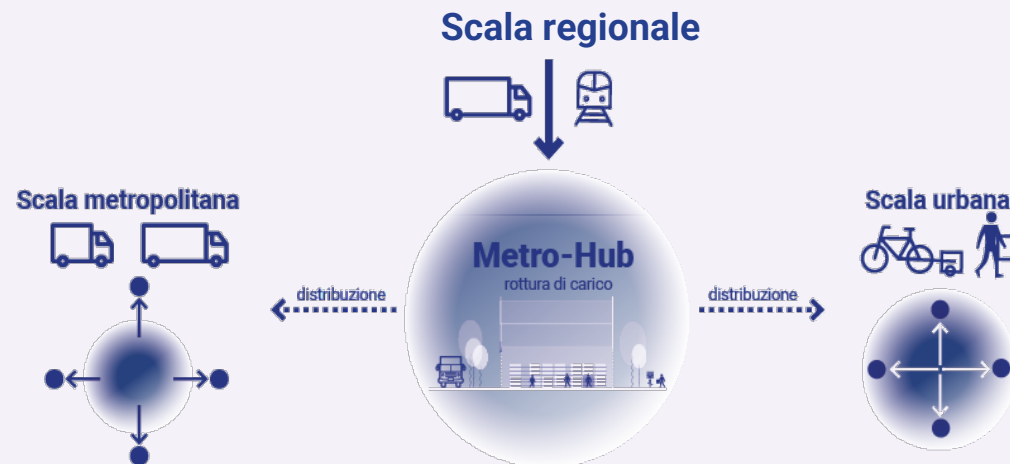 Scala regionale
Scala metropolitana
Scala urbana
Metro-Hub
rottura di carico
distribuzione
distribuzione